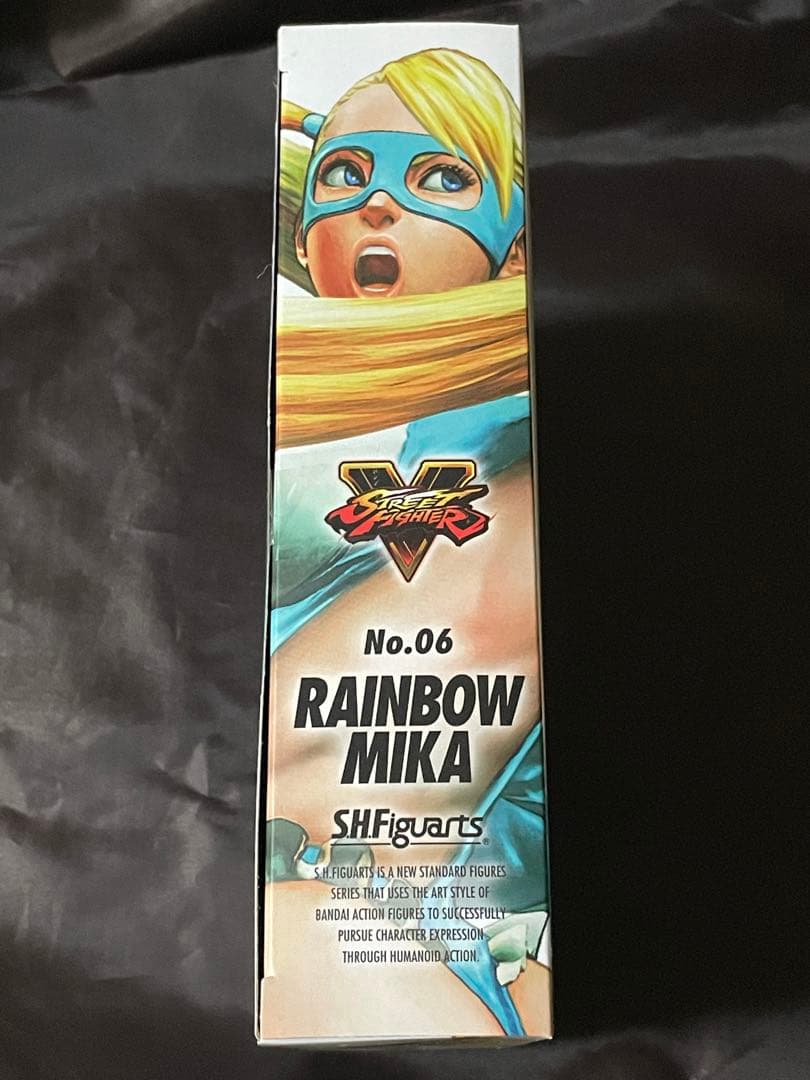 V
STREET
FIGHTER
No.06
RAINBOW
MIKA
S.H.Figuarts®
S.H.FIGUARTS IS A NEW STANDARD FIGURES
SERIES THAT USES THE ART STYLE OF
BANDAI ACTION FIGURES TO SUCCESSFULLY
PURSUE CHARACTER EXPRESSION
THROUGH HUMANOID ACTION.